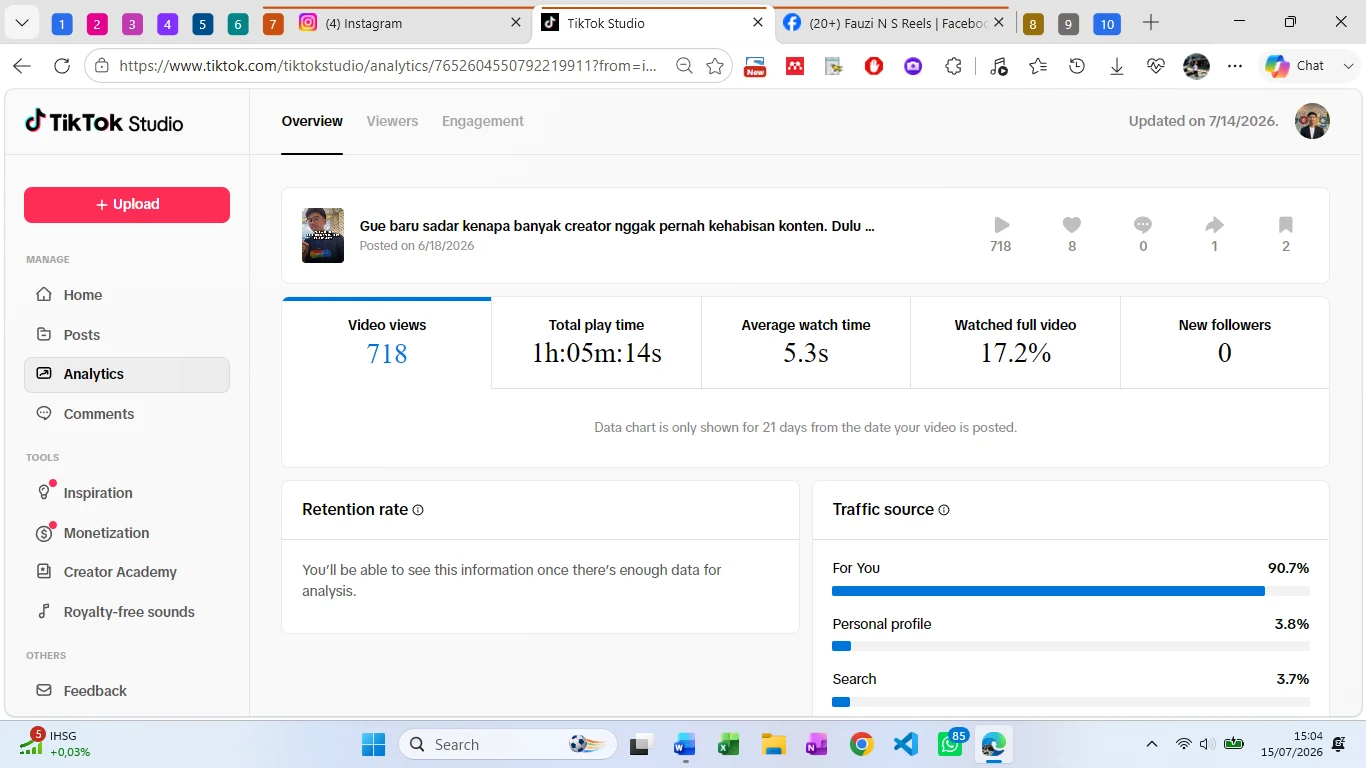 1
2
3
4
5
6
7
(4) Instagram
TikTok Studio
(20+) Fauzi N S Reels | Faceboo
8
9
10
https://www.tiktok.com/tiktokstudio/analytics/7652604550792219911?from=i...
New
Chat
TikTok Studio
Overview
Viewers
Engagement
Updated on 7/14/2026.
+ Upload
MANAGE
Home
Posts
Analytics
Comments
TOOLS
Inspiration
Monetization
Creator Academy
Royalty-free sounds
OTHERS
Feedback
Gue baru sadar kenapa banyak creator nggak pernah kehabisan konten. Dulu ...
Posted on 6/18/2026
718
8
0
1
2
Video views
718
Total play time
1h:05m:14s
Average watch time
5.3s
Watched full video
17.2%
New followers
0
Data chart is only shown for 21 days from the date your video is posted.
Retention rate
You'll be able to see this information once there's enough data for
analysis.
Traffic source
For You
90.7%
Personal profile
3.8%
Search
3.7%
5
IHSG
+0,03%
Search
85
15:04
15/07/2026